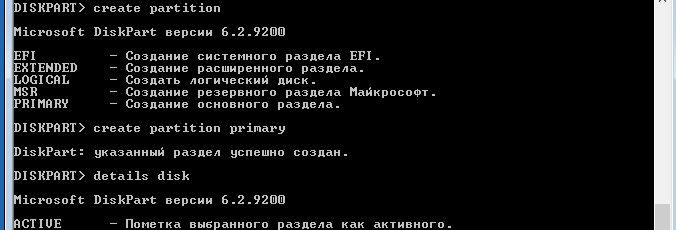 DISKPART> create partition
Microsoft DiskPart версии 6.2.9200
EFI - Создание системного раздела EFI.
EXTENDED - Создание расширенного раздела.
LOGICAL - Создать логический диск.
MSR - Создание резервного раздела Майкрософт.
PRIMARY - Создание основного раздела.
DISKPART> create partition primary
DiskPart: указанный раздел успешно создан.
DISKPART> details disk
Microsoft DiskPart версии 6.2.9200
ACTIVE - Пометка выбранного раздела как активного.